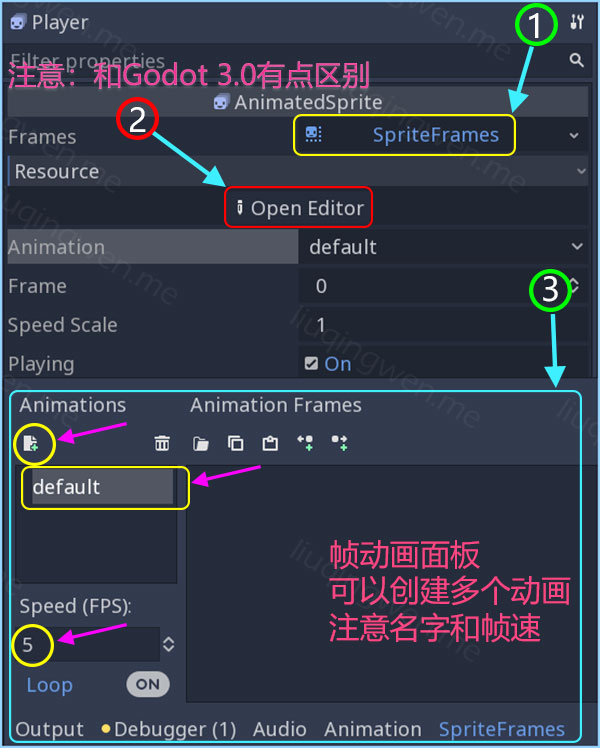 Player
1
Filter properties
注意：和Godot 3.0有点区别
AnimatedSprite
2
Frames
SpriteFrames
Resource
Open Editor
Animation
default
Frame
0
3
Speed Scale
1
Playing
On
Animations
Animation Frames
default
帧动画面板
可以创建多个动画
注意名字和帧速
Speed (FPS):
5
Loop
ON
Output
Debugger (1)
Audio
Animation
SpriteFrames
liuqingwen.me